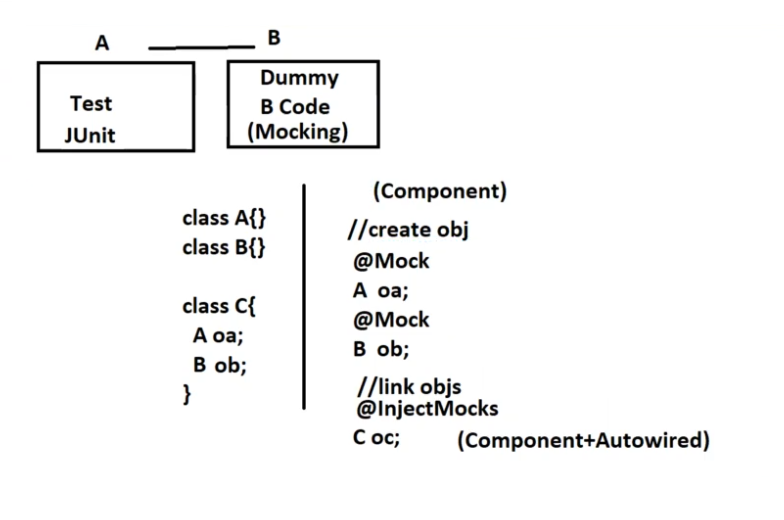 A
B
Test
JUnit
Dummy
B Code
(Mocking)
class A{}
class B{}
class C{
A oa;
B ob;
}
(Component)
//create obj
@Mock
A oa;
@Mock
B ob;
//link objs
@InjectMocks
C oc; (Component+Autowired)